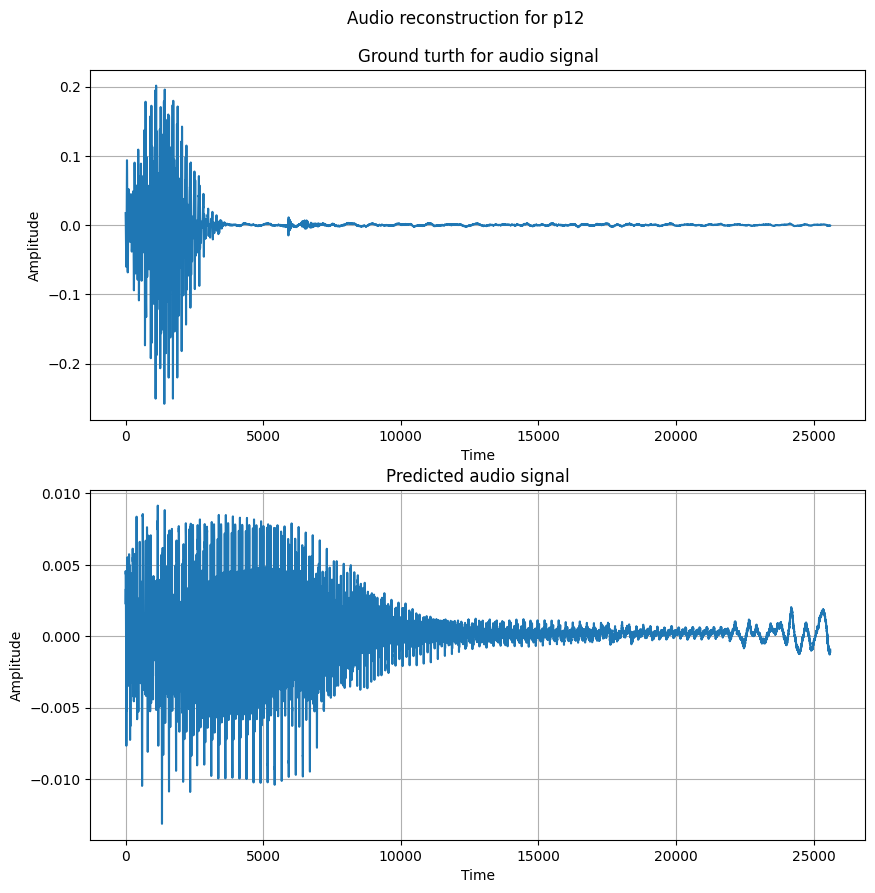 Audio reconstruction for p12
Ground turth for audio signal
0.2
0.1
0.0
−0.1
−0.2
Amplitude
0 5000 10000 15000 20000 25000
Time
Predicted audio signal
0.010
0.005
0.000
−0.005
−0.010
Amplitude
0 5000 10000 15000 20000 25000
Time